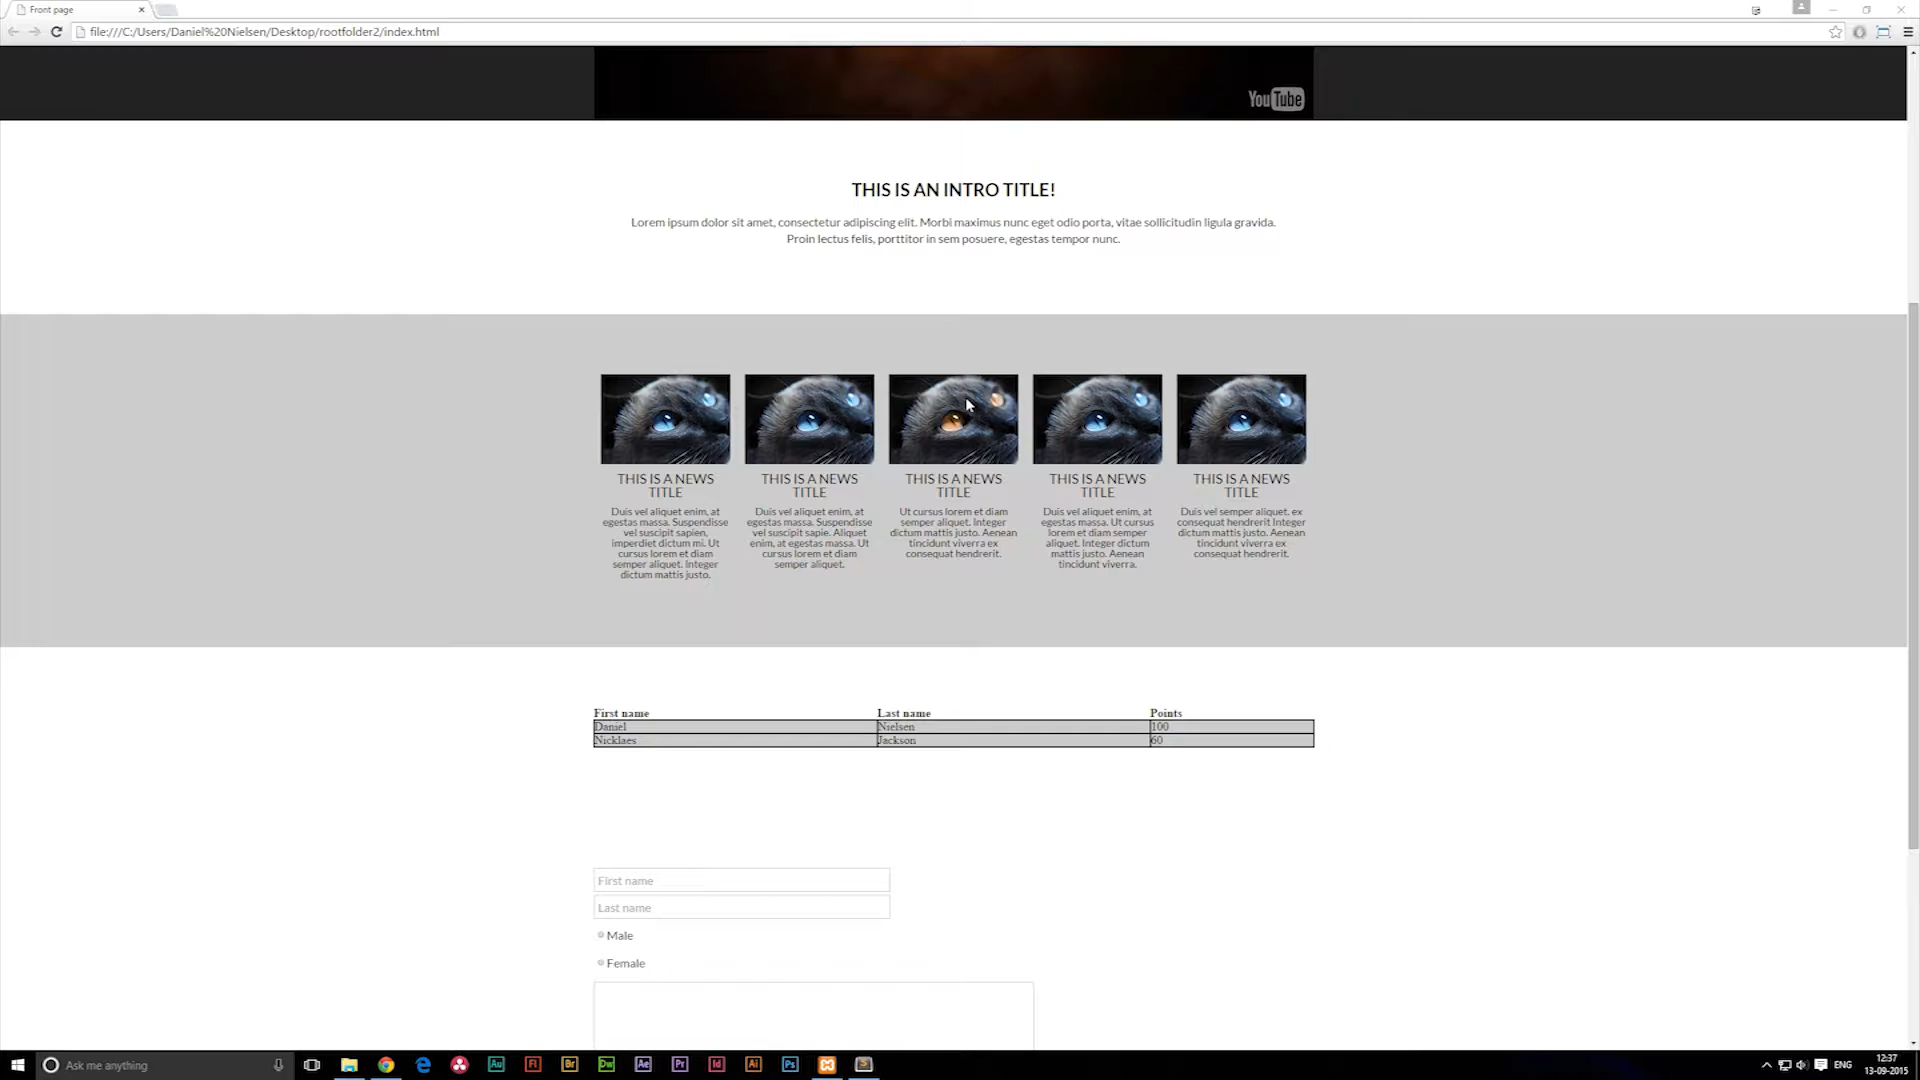 Front page
file:///C:/Users/Daniel%20Nielsen/Desktop/rootfolder2/index.html
YouTube
THIS IS AN INTRO TITLE!
Lorem ipsum dolor sit amet, consectetur adipiscing elit. Morbi maximus nunc eget odio porta, vitae sollicitudin ligula gravida.
Proin lectus felis, porttitor in sem posuere, egestas tempor nunc.
THIS IS A NEWS
TITLE
Duis vel aliquet enim, at
egestas massa. Suspendisse
vel suscipit sapien,
imperdiet dictum mi. Ut
cursus lorem et diam
semper aliquet. Integer
dictum mattis justo.
THIS IS A NEWS
TITLE
Duis vel aliquet enim, at
egestas massa. Suspendisse
vel suscipit sapie. Aliquet
enim, at egestas massa. Ut
cursus lorem et diam
semper aliquet.
THIS IS A NEWS
TITLE
Ut cursus lorem et diam
semper aliquet. Integer
dictum mattis justo. Aenean
tincidunt viverra ex
consequat hendrerit.
THIS IS A NEWS
TITLE
Duis vel aliquet enim, at
egestas massa. Ut cursus
lorem et diam semper
aliquet. Integer dictum
mattis justo. Aenean
tincidunt viverra.
THIS IS A NEWS
TITLE
Duis vel semper aliquet. ex
consequat hendrerit Integer
dictum mattis justo. Aenean
tincidunt viverra ex
consequat hendrerit.
First name Last name Points
Daniel Nielsen 100
Nicklaes Jackson 60
First name
Last name
Male
Female
Ask me anything
Au Fl Br Dw Ae Pr Id Ai Ps
ENG
12:37
13-09-2015